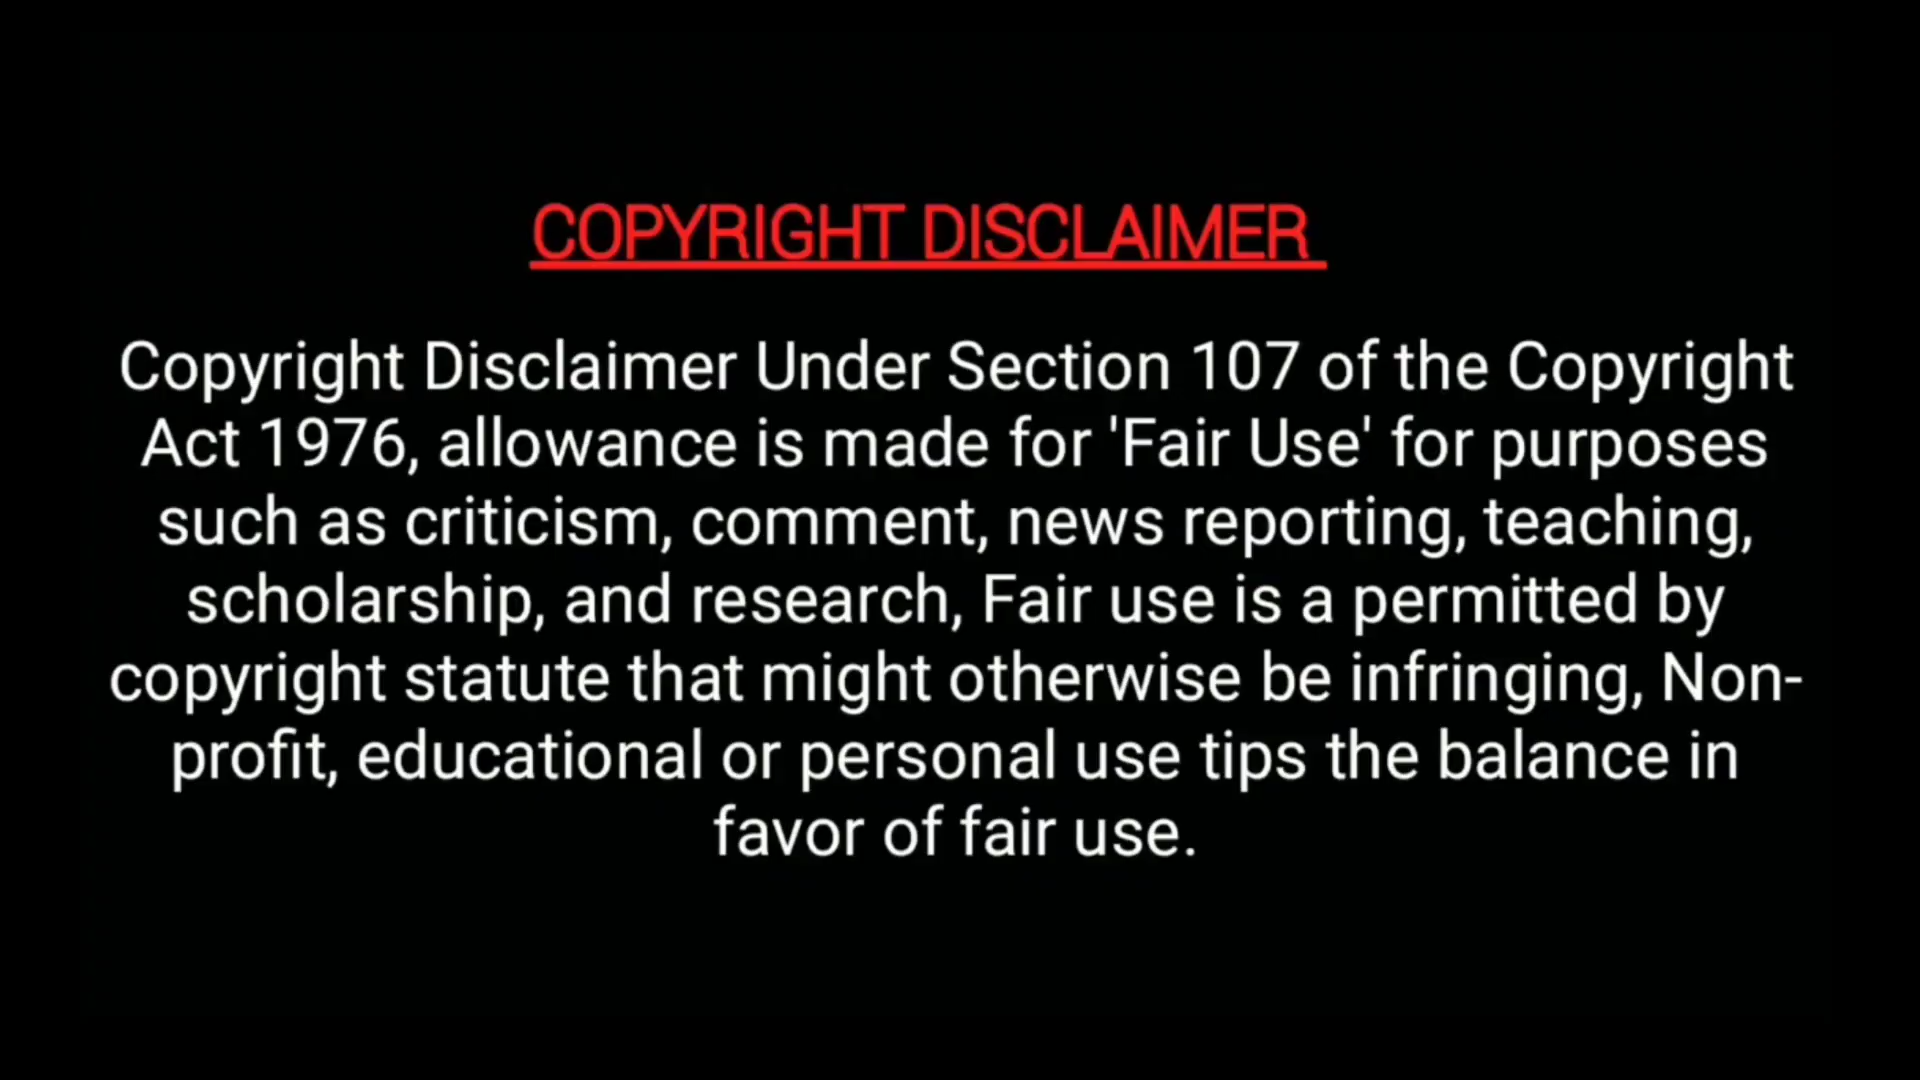 COPYRIGHT DISCLAIMER
Copyright Disclaimer Under Section 107 of the Copyright
Act 1976, allowance is made for 'Fair Use' for purposes
such as criticism, comment, news reporting, teaching,
scholarship, and research, Fair use is a permitted by
copyright statute that might otherwise be infringing, Non-
profit, educational or personal use tips the balance in
favor of fair use.